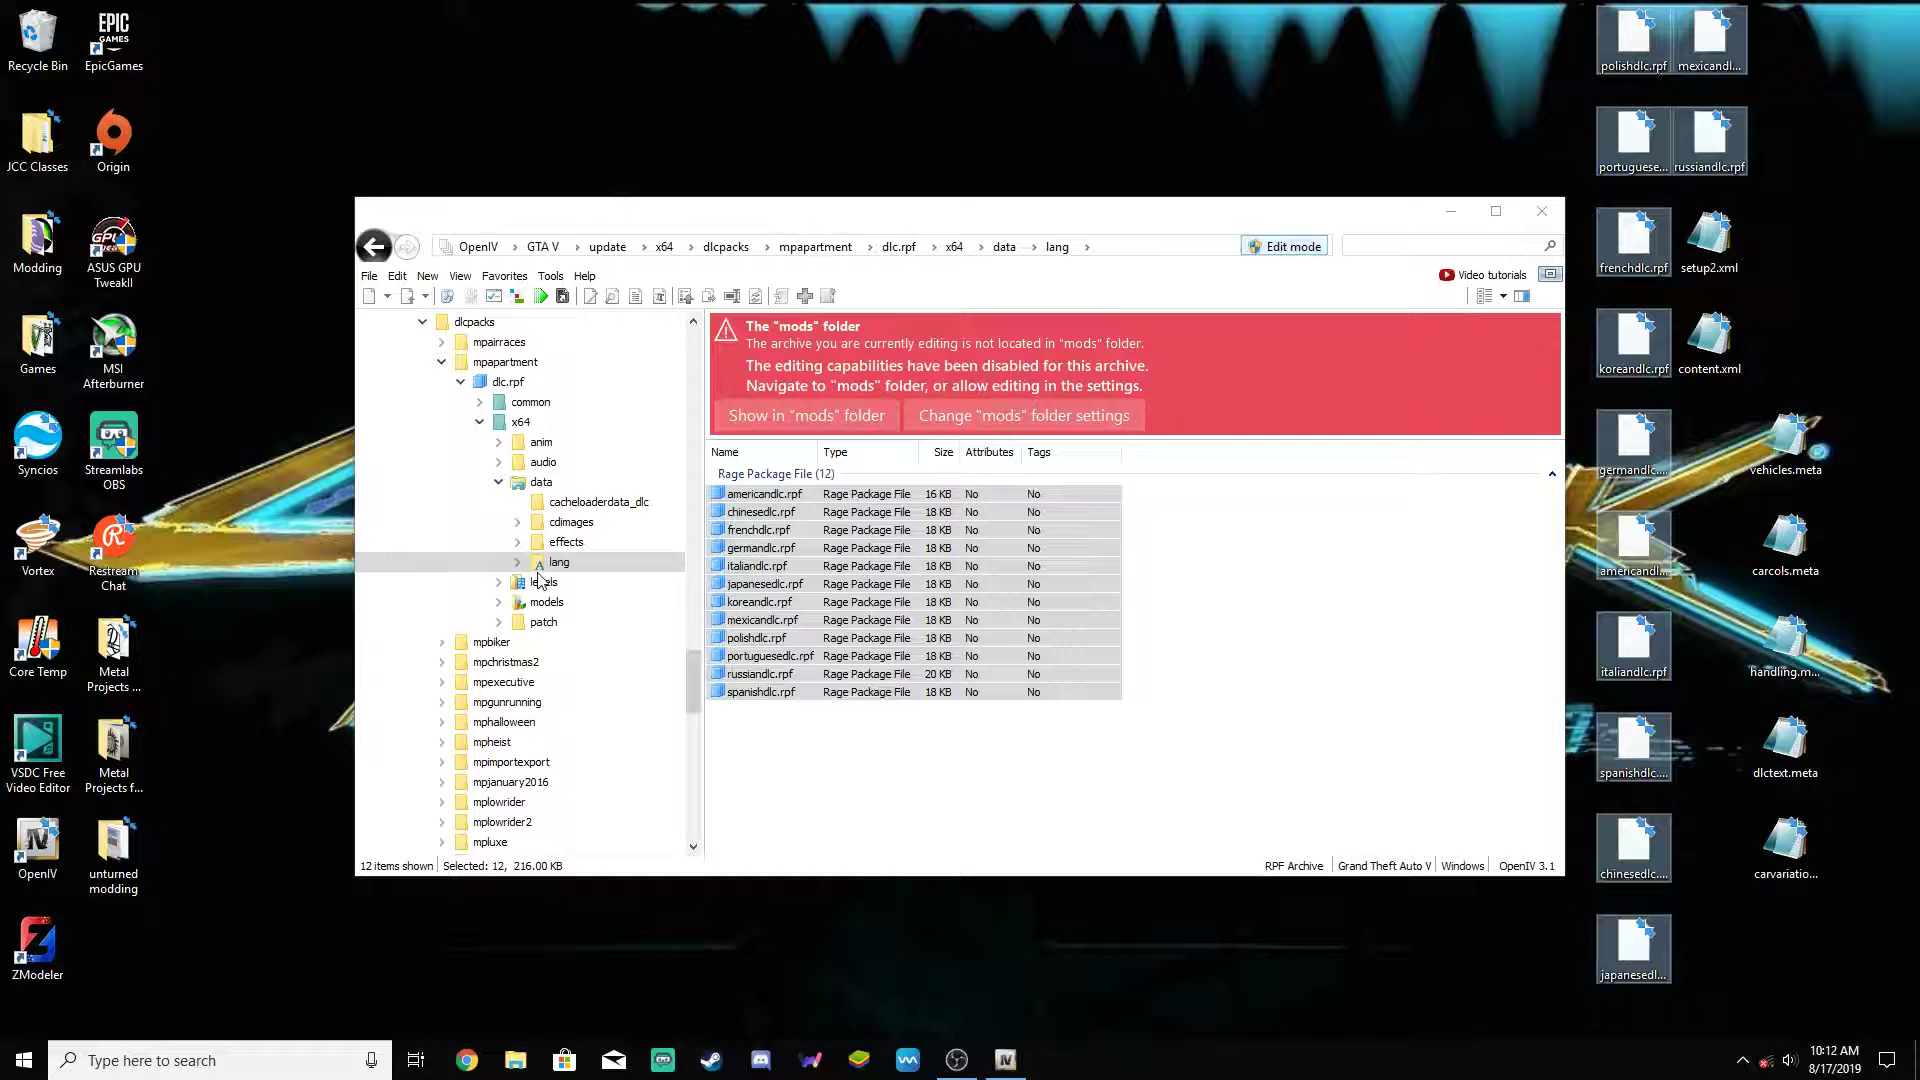 Recycle Bin
EPIC
GAMES
EpicGames
JCC Classes
Origin
Modding
GPU
ASUS GPU
TweakII
Games
MSI
Afterburner
Syncios
Streamlabs
OBS
Vortex
Restream
Chat
Core Temp
Metal
Projects ...
VSDC Free
Video Editor
Metal
Projects f...
OpenIV
unturned
modding
ZModeler
OpenIV
GTA V
update
x64
dlcpacks
mpapartment
dlc.rpf
x64
data
lang
Edit mode
File
Edit
New
View
Favorites
Tools
Help
Video tutorials
dlcpacks
mpairraces
mpapartment
dlc.rpf
common
x64
anim
audio
data
cacheloaderdata_dlc
cdimages
effects
lang
models
patch
mpbiker
mpchristmas2
mpexecutive
mpgunrunning
mphalloween
mpheist
mpimportexport
mpjanuary2016
mplowrider
mplowrider2
mpluxe
The "mods" folder
The archive you are currently editing is not located in "mods" folder.
The editing capabilities have been disabled for this archive.
Navigate to "mods" folder, or allow editing in the settings.
Show in "mods" folder
Change "mods" folder settings
Name Type Size Attributes Tags
Rage Package File (12)
americandlc.rpf Rage Package File 16 KB No No
chinesedlc.rpf Rage Package File 18 KB No No
frenchdlc.rpf Rage Package File 18 KB No No
germandlc.rpf Rage Package File 18 KB No No
italiandlc.rpf Rage Package File 18 KB No No
japanesedlc.rpf Rage Package File 18 KB No No
koreandlc.rpf Rage Package File 18 KB No No
mexicandlc.rpf Rage Package File 18 KB No No
polishdlc.rpf Rage Package File 18 KB No No
portuguesedlc.rpf Rage Package File 18 KB No No
russiandlc.rpf Rage Package File 20 KB No No
spanishdlc.rpf Rage Package File 18 KB No No
12 items shown
Selected: 12, 216.00 KB
RPF Archive
Grand Theft Auto V
Windows
OpenIV 3.1
polishdlc.rpf
mexicandl...
portuguese...
russiandlc.rpf
frenchdlc.rpf
setup2.xml
koreandlc.rpf
content.xml
germandlc....
vehicles.meta
americandl...
carcols.meta
italiandlc.rpf
handling.m...
spanishdlc....
dlctext.meta
chinesedlc....
carvariatio...
japanesedl...
Type here to search
10:12 AM
8/17/2019